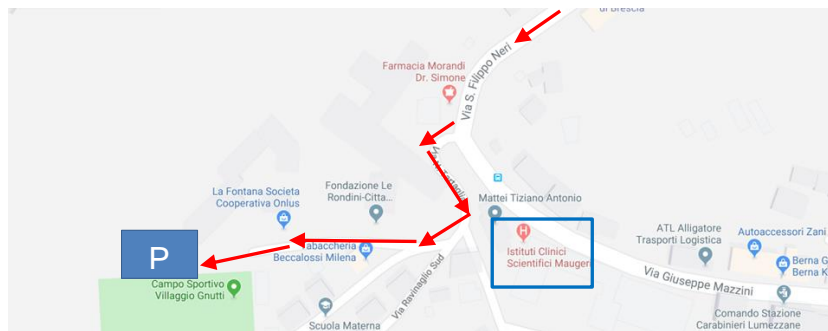 di Brescia
Via S. Filippo Neri
Farmacia Morandi
Dr. Simone
La Fontana Societa
Cooperativa Onlus
Fondazione Le
Rondini-Citta...
Mattei Tiziano Antonio
P
Beccalossi Milena
Istituti Clinici
Scientifici Maugeri
ATL Alligatore
Trasporti Logistica
Autoaccessori Zani
Berna G
Berna K
Campo Sportivo
Villaggio Gnutti
Via Ravinaglio Sud
Via Giuseppe Mazzini
Scuola Materna
Comando Stazione
Carabinieri Lumezzane